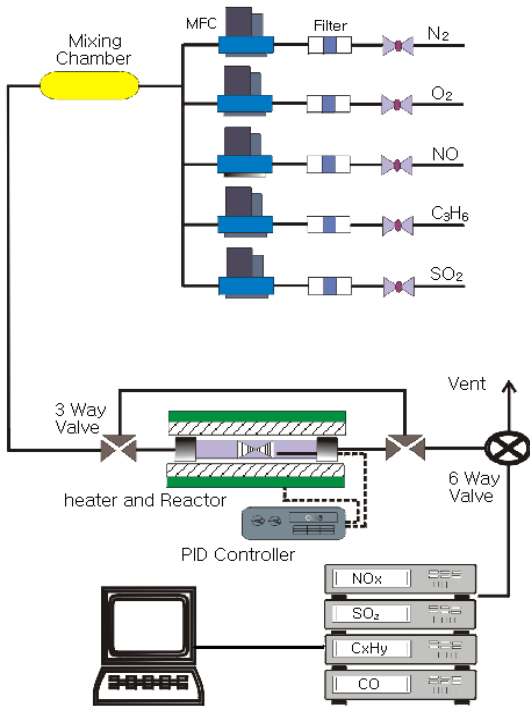 Mixing
Chamber
MFC
Filter
N₂
O₂
NO
C₃H₆
SO₂
3 Way
Valve
Vent
6 Way
Valve
heater and Reactor
PID Controller
NOx
SO₂
CxHy
CO